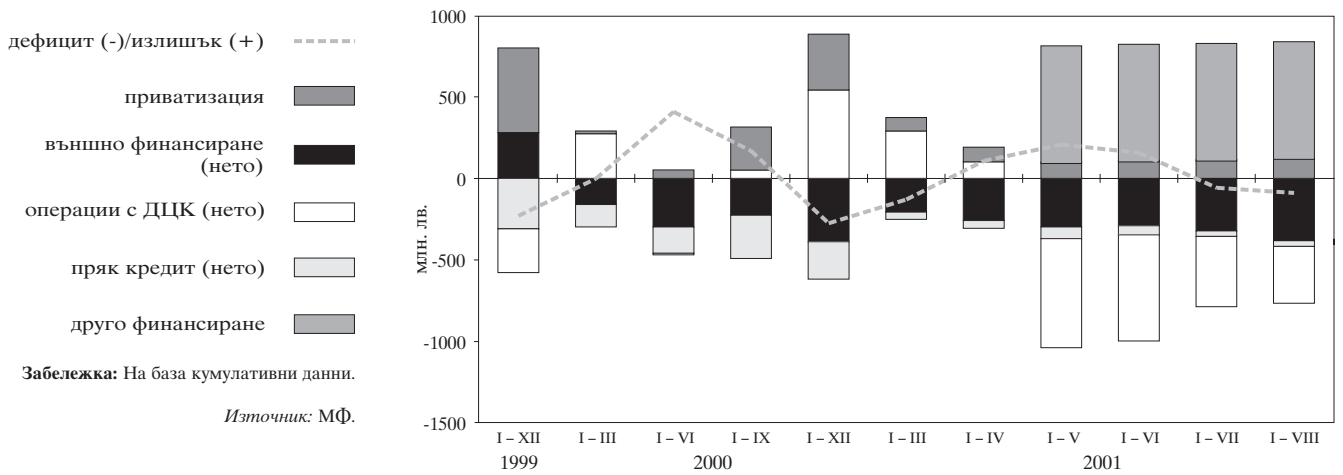 дефицит (-)/излишък (+)
приватизация
външно финансиране
(нето)
операции с ДЦК (нето)
пряк кредит (нето)
друго финансиране
Забележка: На база кумулативни данни.
Източник: МФ.
млн. лв.
1000
500
0
-500
-1000
-1500
I – XII I – III I – VI I – IX I – XII I – III I – IV I – V I – VI I – VII I – VIII
1999 2000 2001